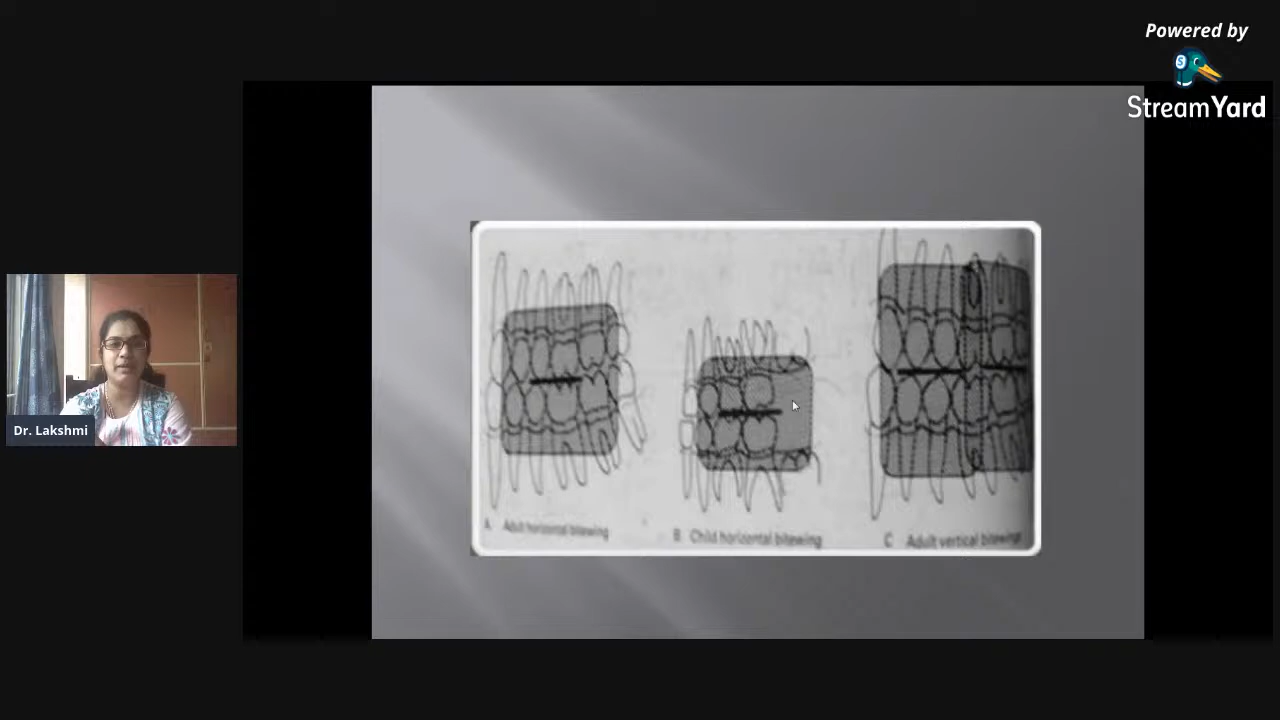 Powered by
StreamYard
Dr. Lakshmi
A Adult horizontal bitewing
B Child horizontal bitewing
C Adult vertical bitewing